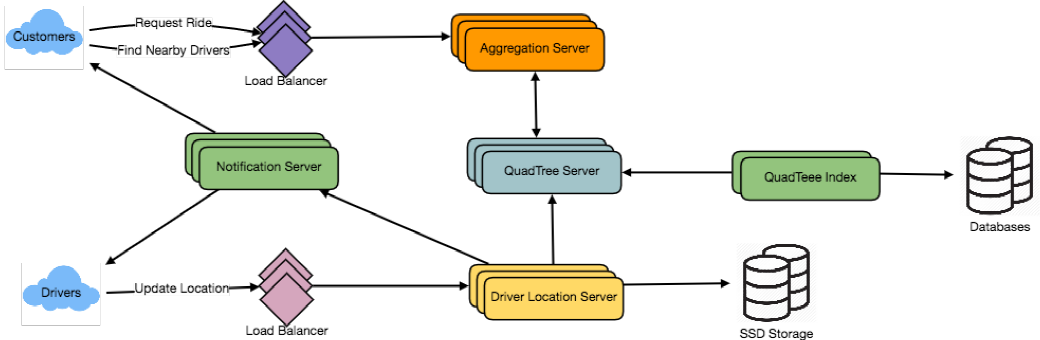 Customers
Request Ride
Find Nearby Drivers
Load Balancer
Aggregation Server
Notification Server
QuadTree Server
QuadTeee Index
Databases
Drivers
Update Location
Load Balancer
Driver Location Server
SSD Storage